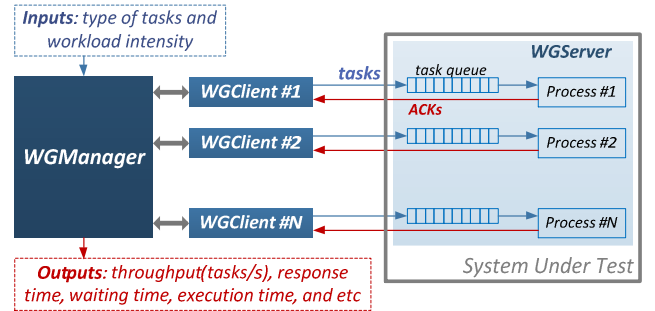 Inputs: type of tasks and
workload intensity
WGServer
tasks
task queue
WGClient #1
Process #1
ACKs
WGManager
WGClient #2
Process #2
WGClient #N
Process #N
System Under Test
Outputs: throughput(tasks/s), response
time, waiting time, execution time, and etc